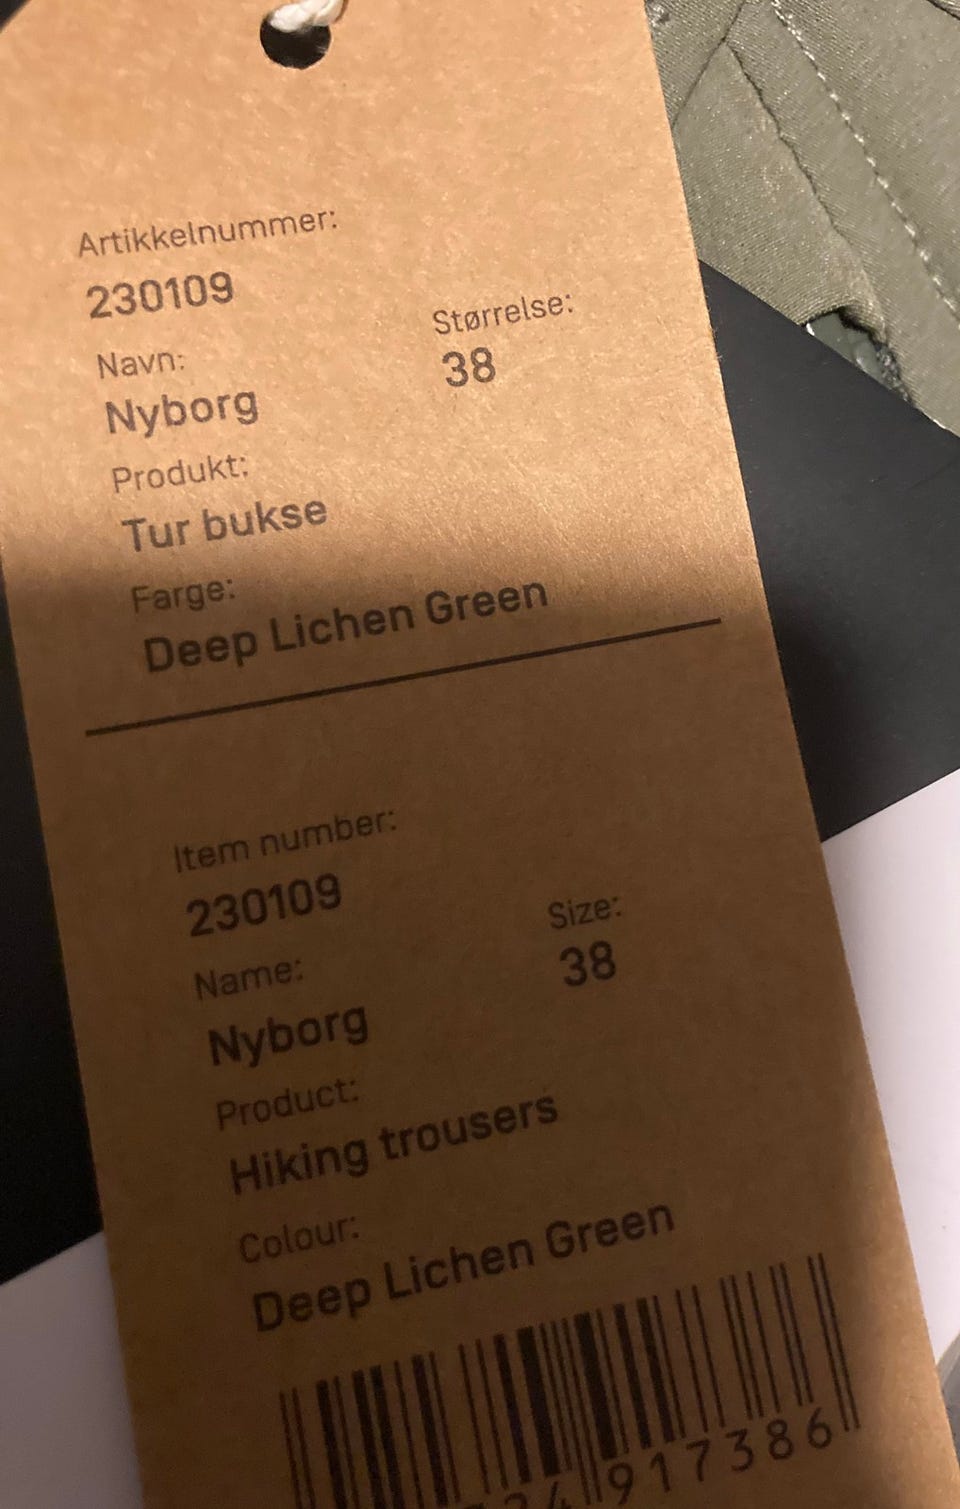 Artikkelnummer:
230109
Navn:
Nyborg
Størrelse:
38
Produkt:
Tur bukse
Farge:
Deep Lichen Green
Item number:
230109
Name:
Nyborg
Size:
38
Product:
Hiking trousers
Colour:
Deep Lichen Green
917386